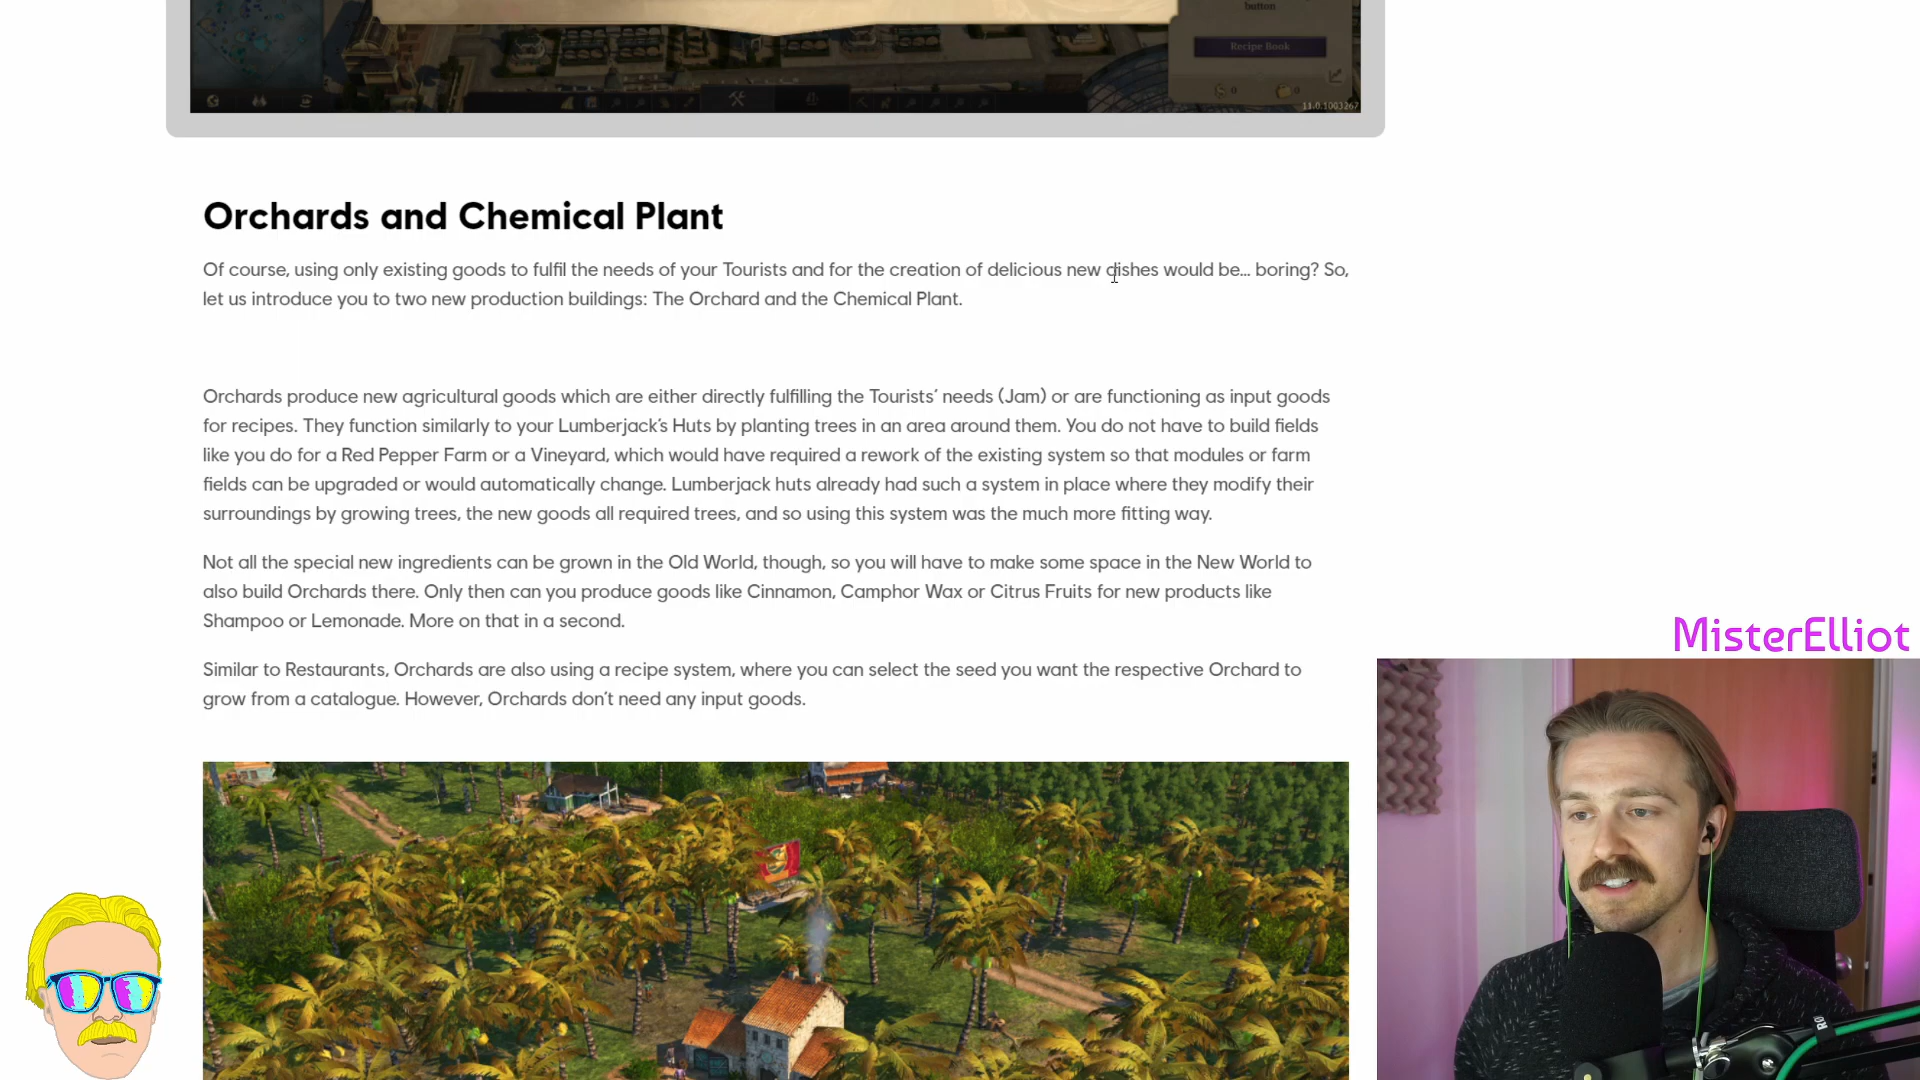 button
Recipe Book
0
0
11.0.1003267
Orchards and Chemical Plant
Of course, using only existing goods to fulfil the needs of your Tourists and for the creation of delicious new dishes would be... boring? So,
let us introduce you to two new production buildings: The Orchard and the Chemical Plant.
Orchards produce new agricultural goods which are either directly fulfilling the Tourists’ needs (Jam) or are functioning as input goods
for recipes. They function similarly to your Lumberjack’s Huts by planting trees in an area around them. You do not have to build fields
like you do for a Red Pepper Farm or a Vineyard, which would have required a rework of the existing system so that modules or farm
fields can be upgraded or would automatically change. Lumberjack huts already had such a system in place where they modify their
surroundings by growing trees, the new goods all required trees, and so using this system was the much more fitting way.
Not all the special new ingredients can be grown in the Old World, though, so you will have to make some space in the New World to
also build Orchards there. Only then can you produce goods like Cinnamon, Camphor Wax or Citrus Fruits for new products like
Shampoo or Lemonade. More on that in a second.
Similar to Restaurants, Orchards are also using a recipe system, where you can select the seed you want the respective Orchard to
grow from a catalogue. However, Orchards don’t need any input goods.
MisterElliot